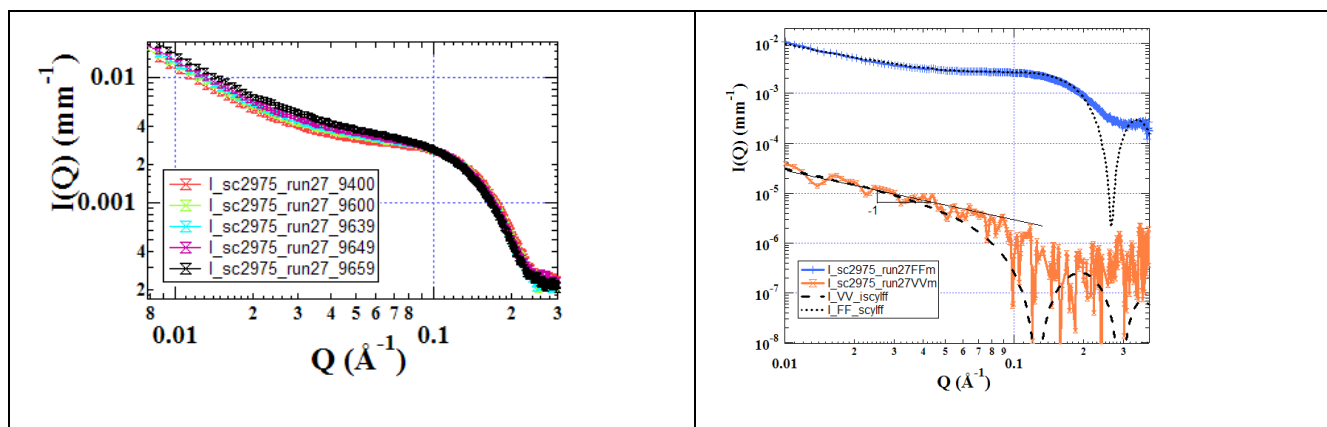 0.01
4
2
0.001
4
2
I(Q) (mm-1)
I_sc2975_run27_9400
I_sc2975_run27_9600
I_sc2975_run27_9639
I_sc2975_run27_9649
I_sc2975_run27_9659
8 2 3 4 5 6 7 8 2 3
0.01 0.1
Q (Å-1)
10-2
10-3
10-4
10-5
10-6
10-7
10-8
I(Q) (mm-1)
-1
I_sc2975_run27FFm
I_sc2975_run27VVm
I_VV_iscylff
I_FF_scylff
2 3 4 5 6 7 8 9 2 3
0.01 0.1
Q (Å-1)